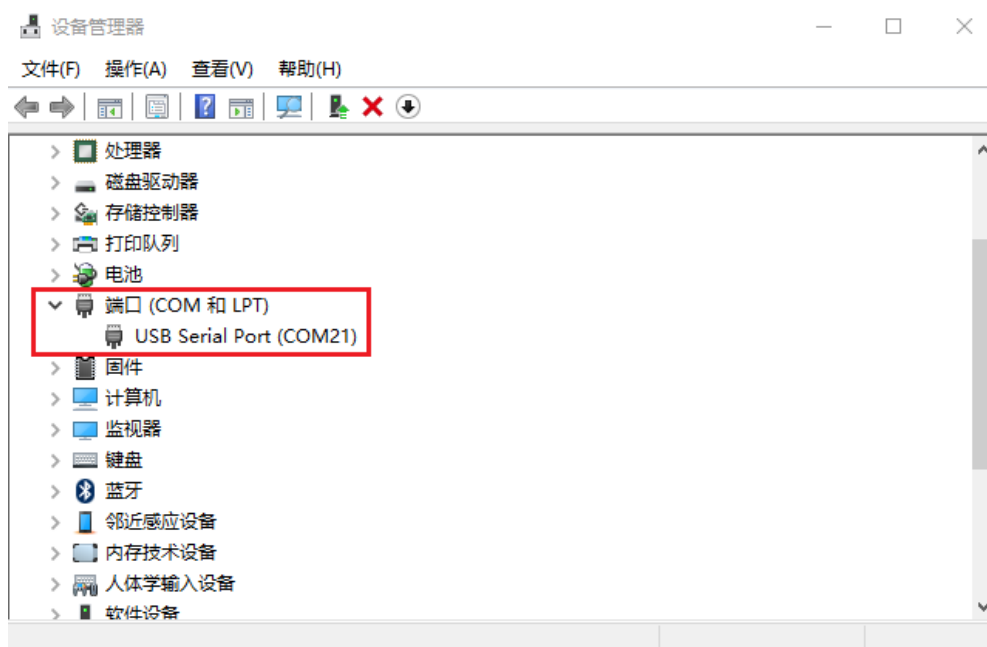 设备管理器
文件(F) 操作(A) 查看(V) 帮助(H)
处理器
磁盘驱动器
存储控制器
打印队列
电池
端口 (COM 和 LPT)
USB Serial Port (COM21)
固件
计算机
监视器
键盘
蓝牙
邻近感应设备
内存技术设备
人体学输入设备
软件设备